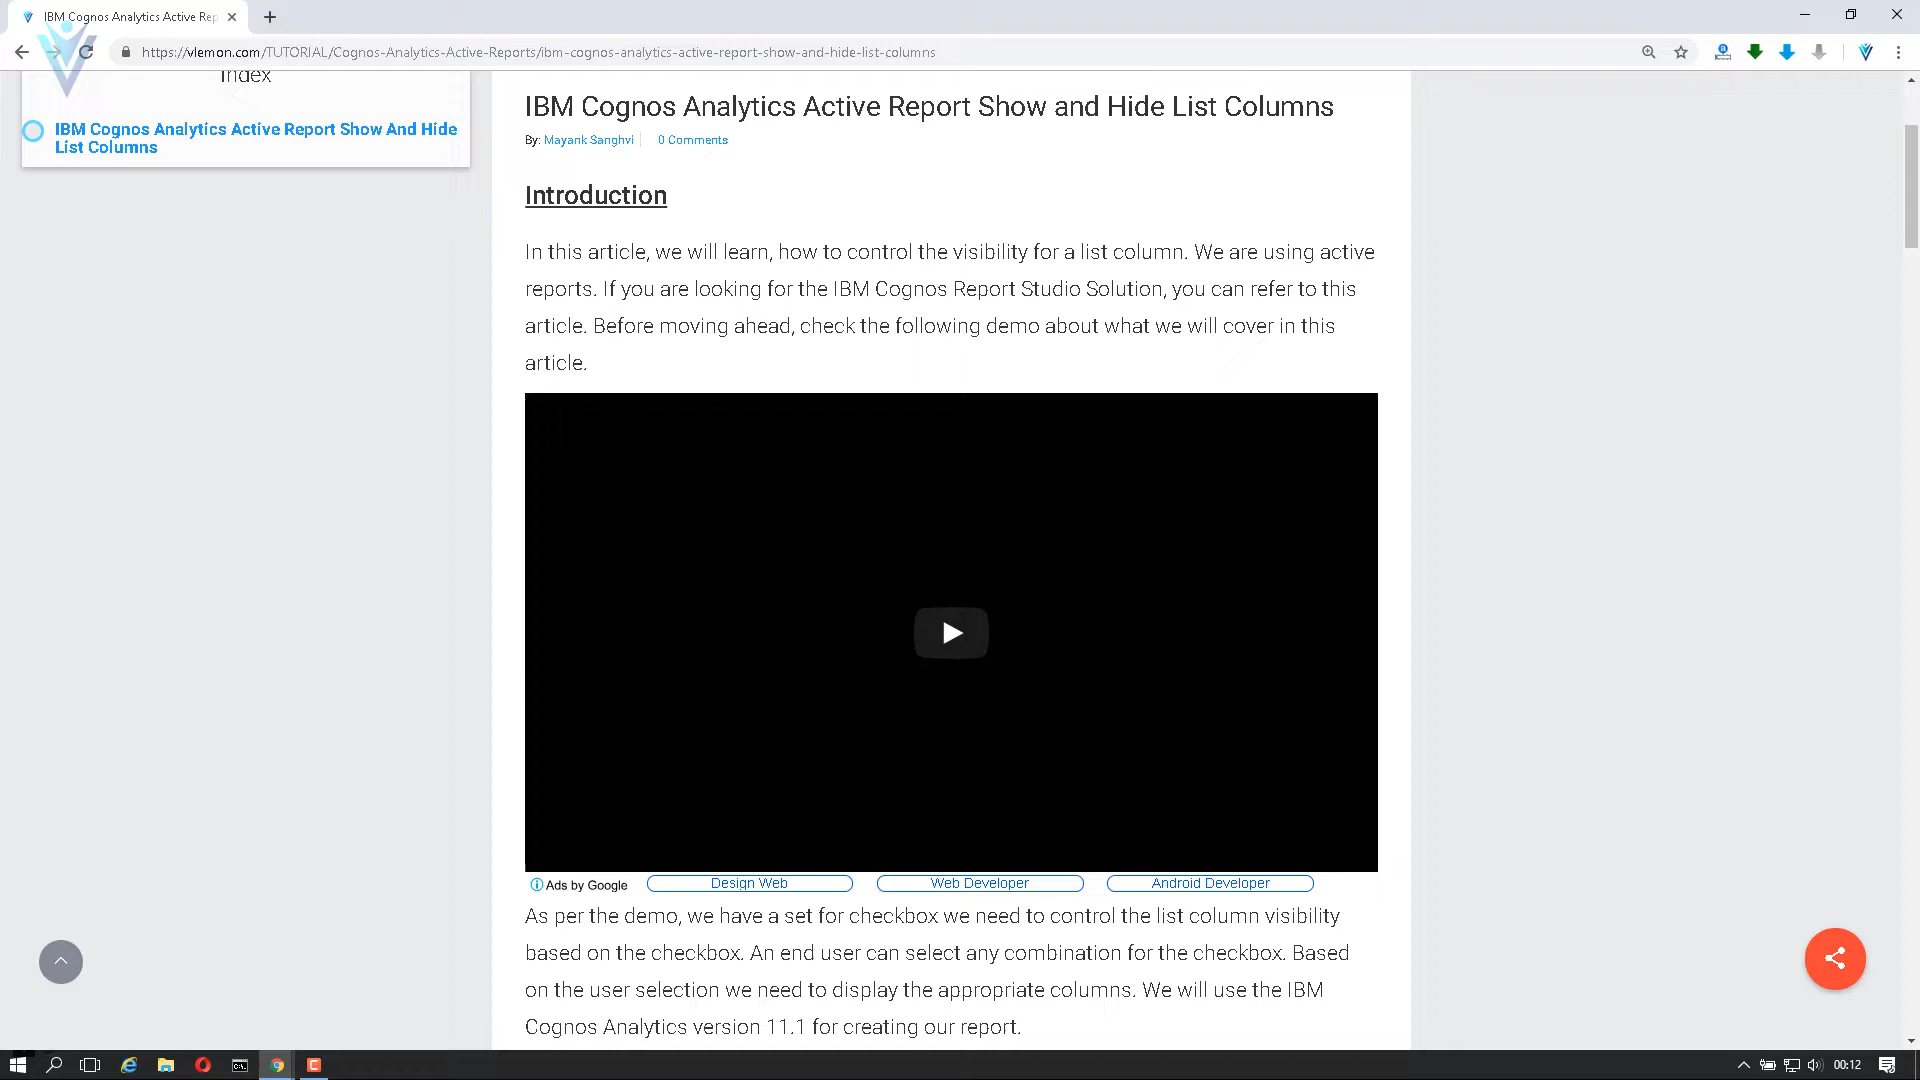 IBM Cognos Analytics Active Rep
https://vlemon.com/TUTORIAL/Cognos-Analytics-Active-Reports/ibm-cognos-analytics-active-report-show-and-hide-list-columns
Index
IBM Cognos Analytics Active Report Show And Hide
List Columns
IBM Cognos Analytics Active Report Show and Hide List Columns
By: Mayank Sanghvi
0 Comments
Introduction
In this article, we will learn, how to control the visibility for a list column. We are using active
reports. If you are looking for the IBM Cognos Report Studio Solution, you can refer to this
article. Before moving ahead, check the following demo about what we will cover in this
article.
Ads by Google
Design Web
Web Developer
Android Developer
As per the demo, we have a set for checkbox we need to control the list column visibility
based on the checkbox. An end user can select any combination for the checkbox. Based
on the user selection we need to display the appropriate columns. We will use the IBM
Cognos Analytics version 11.1 for creating our report.
00:12